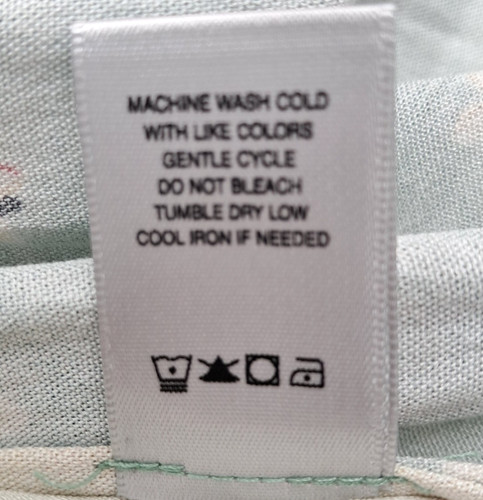 MACHINE WASH COLD
WITH LIKE COLORS
GENTLE CYCLE
DO NOT BLEACH
TUMBLE DRY LOW
COOL IRON IF NEEDED